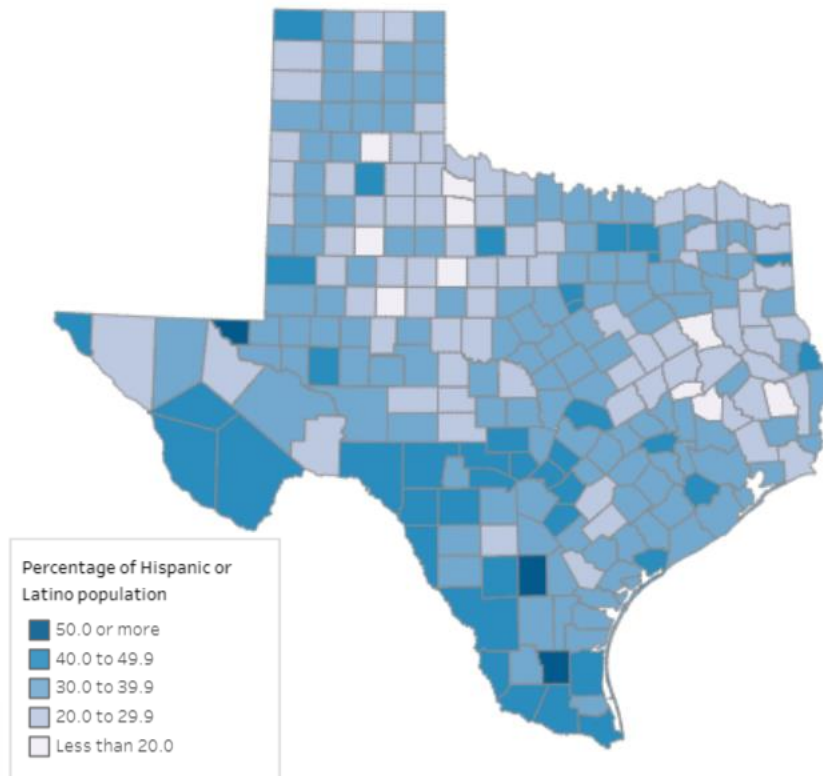 Percentage of Hispanic or
Latino population
50.0 or more
40.0 to 49.9
30.0 to 39.9
20.0 to 29.9
Less than 20.0